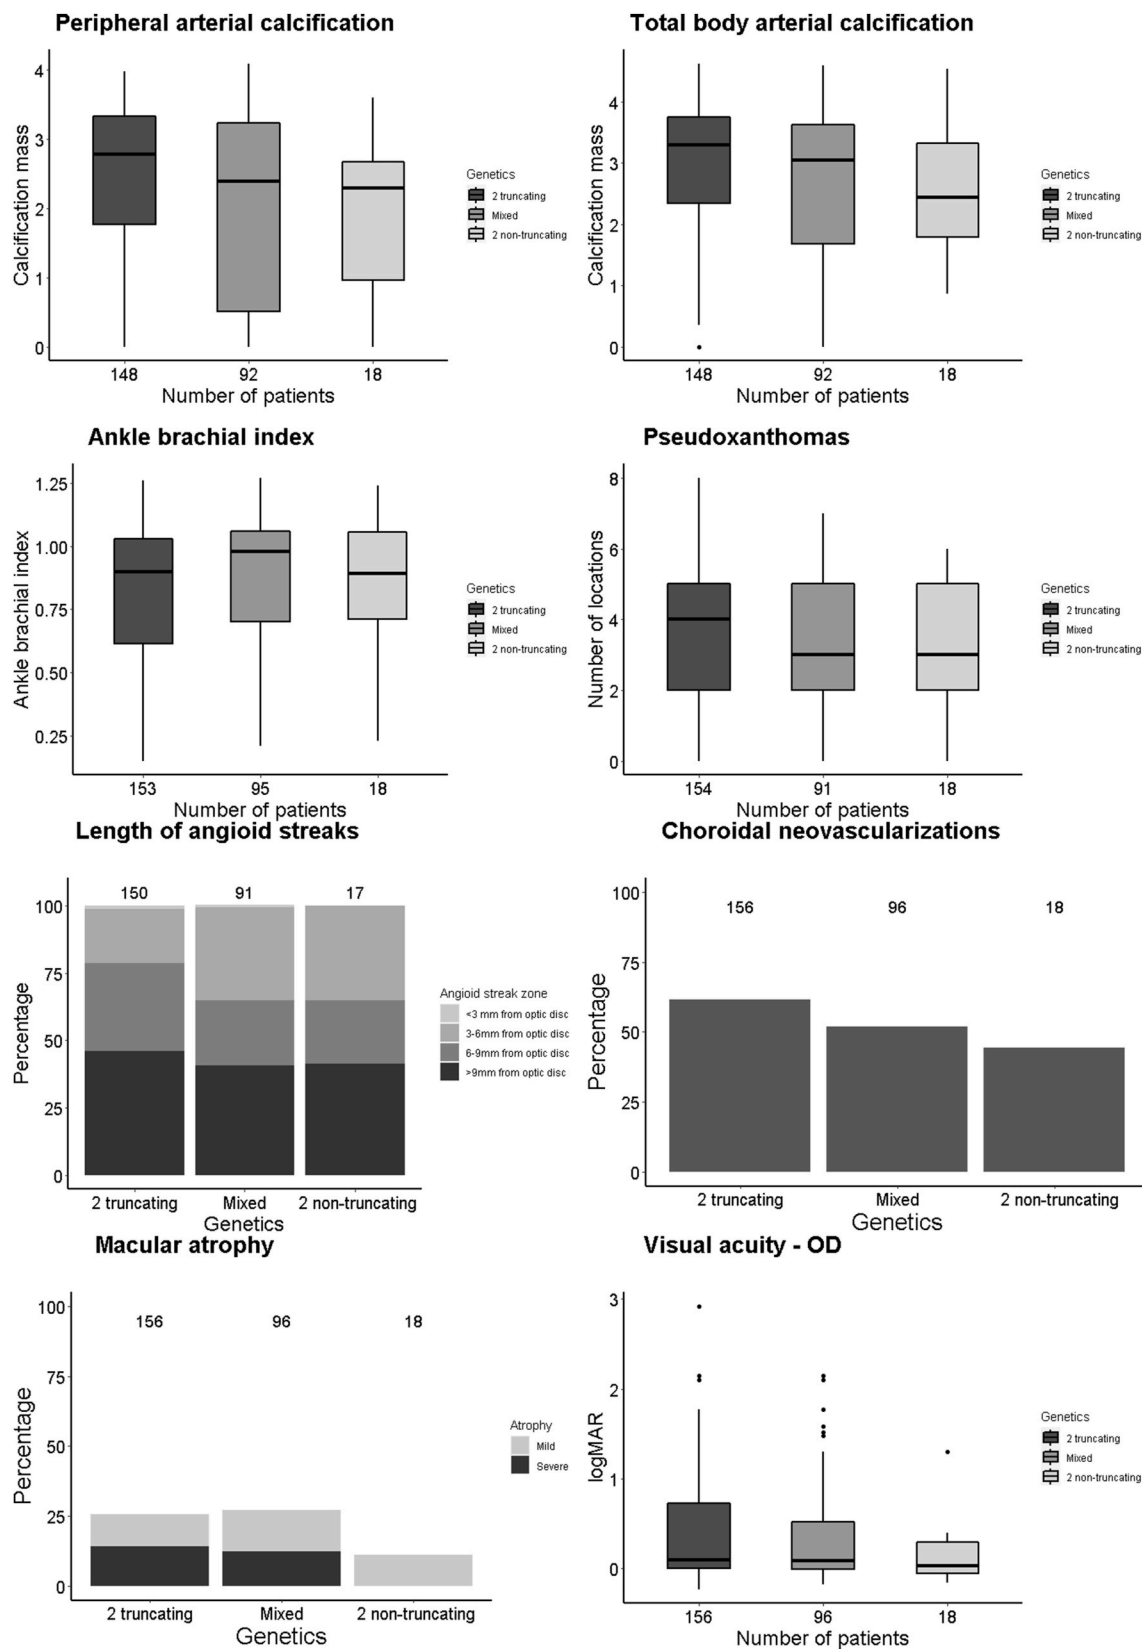 Peripheral arterial calcification
Calcification mass
4
3
2
1
0
148 92 18
Number of patients
Genetics
2 truncating
Mixed
2 non-truncating
Total body arterial calcification
Calcification mass
4
3
2
1
0
148 92 18
Number of patients
Genetics
2 truncating
Mixed
2 non-truncating
Ankle brachial index
Ankle brachial index
1.25
1.00
0.75
0.50
0.25
153 95 18
Number of patients
Genetics
2 truncating
Mixed
2 non-truncating
Pseudoxanthomas
Number of locations
8
6
4
2
0
154 91 18
Number of patients
Genetics
2 truncating
Mixed
2 non-truncating
Length of angioid streaks
150 91 17
Percentage
100
75
50
25
0
2 truncating Mixed 2 non-truncating
Genetics
Angioid streak zone
<3 mm from optic disc
3-6mm from optic disc
6-9mm from optic disc
>9mm from optic disc
Choroidal neovascularizations
156 96 18
Percentage
100
75
50
25
0
2 truncating Mixed 2 non-truncating
Genetics
Macular atrophy
156 96 18
Percentage
100
75
50
25
0
2 truncating Mixed 2 non-truncating
Genetics
Atrophy
Mild
Severe
Visual acuity - OD
logMAR
3
2
1
0
156 96 18
Number of patients
Genetics
2 truncating
Mixed
2 non-truncating